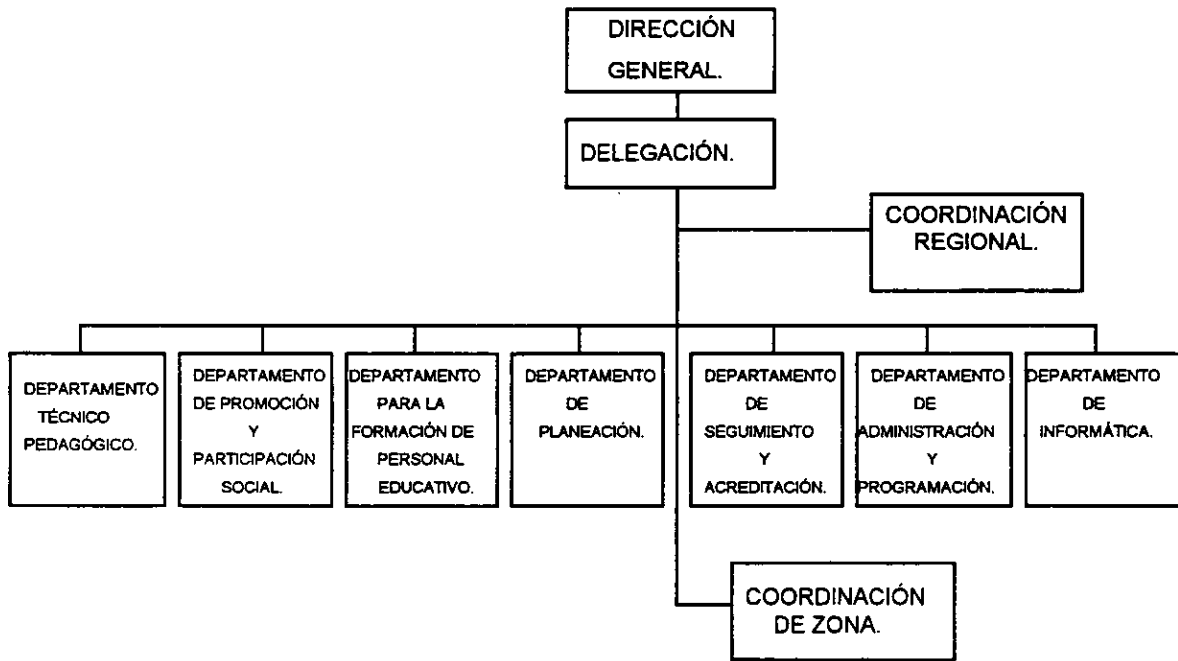 DIRECCIÓN
GENERAL.
DELEGACIÓN.
COORDINACIÓN
REGIONAL.
DEPARTAMENTO
TÉCNICO
PEDAGÓGICO.
DEPARTAMENTO
DE PROMOCIÓN
Y
PARTICIPACIÓN
SOCIAL.
DEPARTAMENTO
PARA LA
FORMACIÓN DE
PERSONAL
EDUCATIVO.
DEPARTAMENTO
DE
PLANEACIÓN.
DEPARTAMENTO
DE
SEGUIMIENTO
Y
ACREDITACIÓN.
DEPARTAMENTO
DE
ADMINISTRACIÓN
Y
PROGRAMACIÓN.
DEPARTAMENTO
DE
INFORMÁTICA.
COORDINACIÓN
DE ZONA.